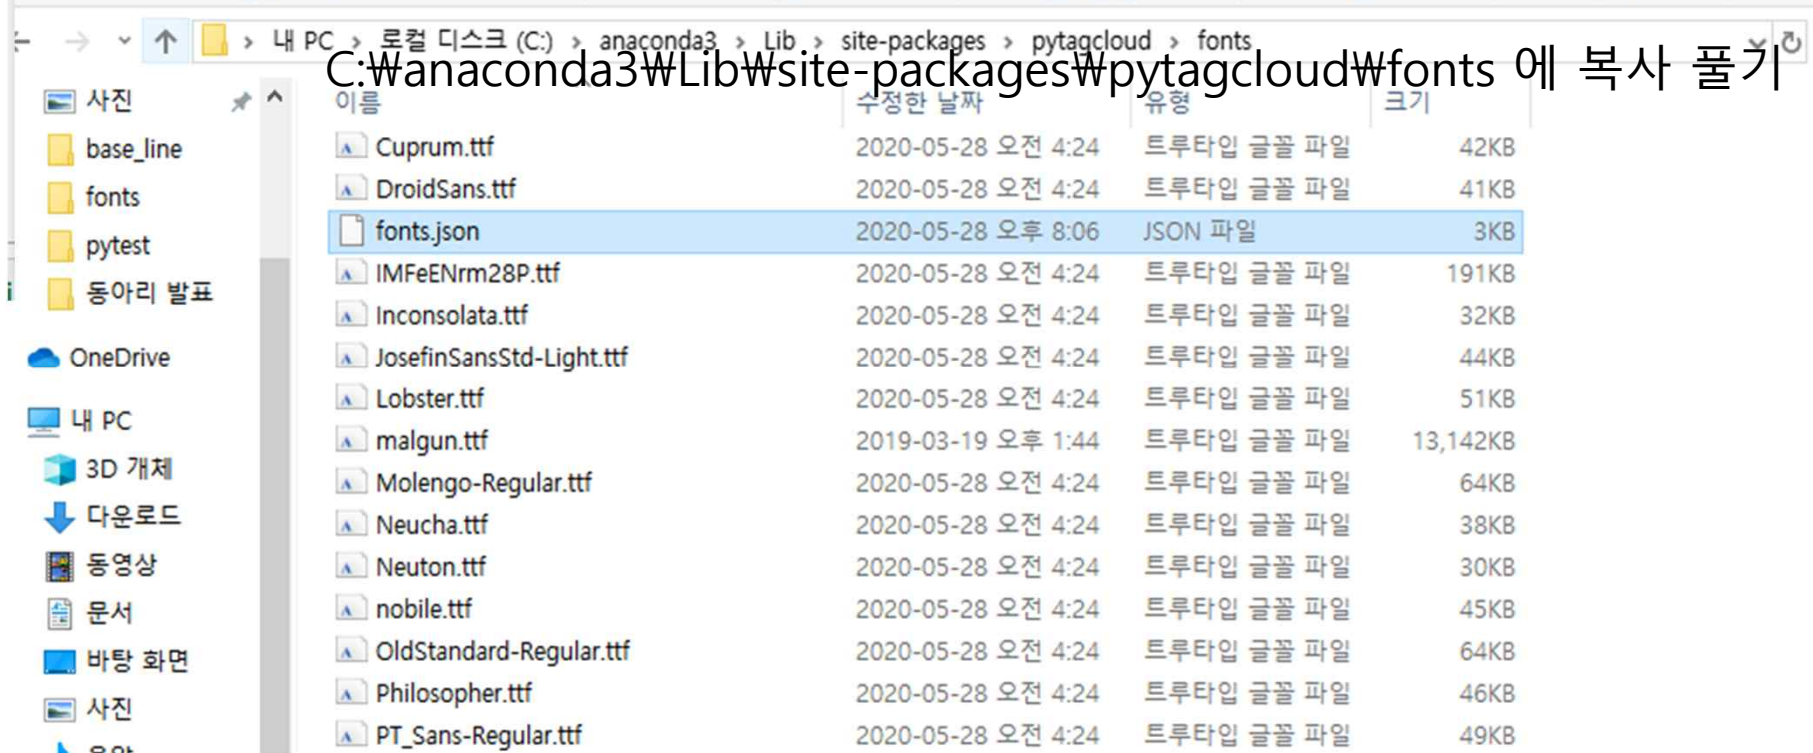 내 PC > 로컬 디스크 (C:) > anaconda3 > Lib > site-packages > pytagcloud > fonts
C:₩anaconda3₩Lib₩site-packages₩pytagcloud₩fonts 에 복사 풀기
사진
base_line
fonts
pytest
동아리 발표
OneDrive
내 PC
3D 개체
다운로드
동영상
문서
바탕 화면
사진
이름 수정한 날짜 유형 크기
Cuprum.ttf 2020-05-28 오전 4:24 트루타입 글꼴 파일 42KB
DroidSans.ttf 2020-05-28 오전 4:24 트루타입 글꼴 파일 41KB
fonts.json 2020-05-28 오후 8:06 JSON 파일 3KB
IMFeENrm28P.ttf 2020-05-28 오전 4:24 트루타입 글꼴 파일 191KB
Inconsolata.ttf 2020-05-28 오전 4:24 트루타입 글꼴 파일 32KB
JosefinSansStd-Light.ttf 2020-05-28 오전 4:24 트루타입 글꼴 파일 44KB
Lobster.ttf 2020-05-28 오전 4:24 트루타입 글꼴 파일 51KB
malgun.ttf 2019-03-19 오후 1:44 트루타입 글꼴 파일 13,142KB
Molengo-Regular.ttf 2020-05-28 오전 4:24 트루타입 글꼴 파일 64KB
Neucha.ttf 2020-05-28 오전 4:24 트루타입 글꼴 파일 38KB
Neuton.ttf 2020-05-28 오전 4:24 트루타입 글꼴 파일 30KB
nobile.ttf 2020-05-28 오전 4:24 트루타입 글꼴 파일 45KB
OldStandard-Regular.ttf 2020-05-28 오전 4:24 트루타입 글꼴 파일 64KB
Philosopher.ttf 2020-05-28 오전 4:24 트루타입 글꼴 파일 46KB
PT_Sans-Regular.ttf 2020-05-28 오전 4:24 트루타입 글꼴 파일 49KB